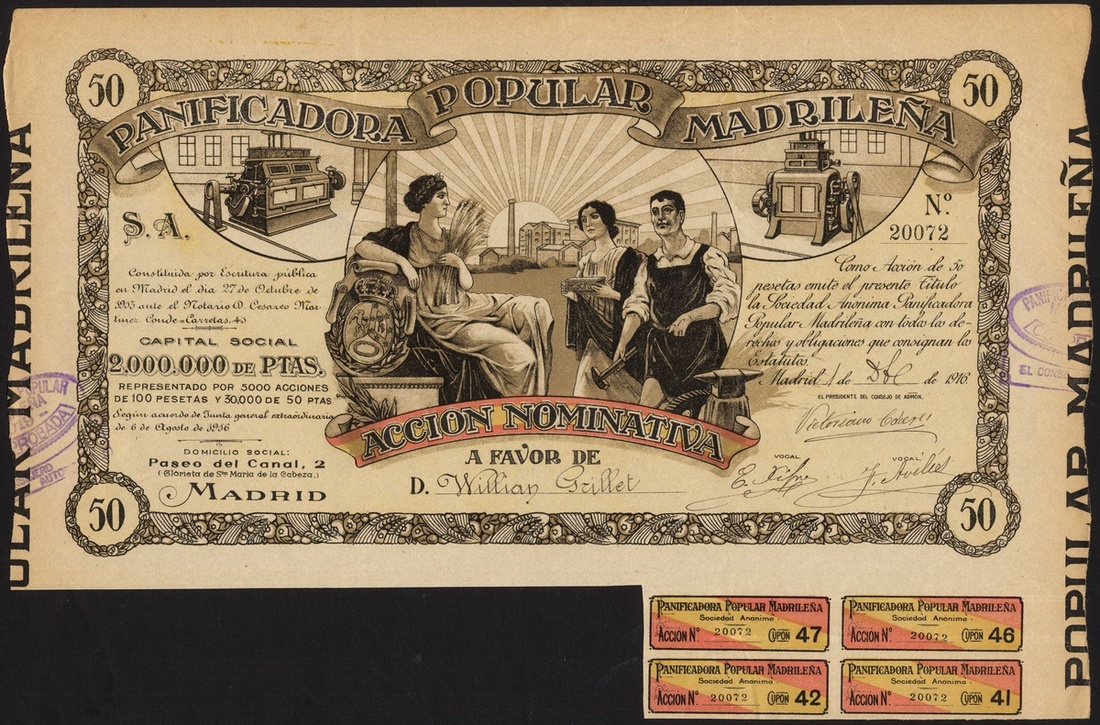 50
50
PANIFICADORA POPULAR MADRILEÑA
S. A.
Nº
20072
Constituida por Escritura pública
en Madrid el día 27 de Octubre de
1915 ante el Notario D. Cesareo Mar-
tinez Conde-Carretas, 43
CAPITAL SOCIAL
2,000,000 DE PTAS.
REPRESENTADO POR 5000 ACCIONES
DE 100 PESETAS Y 30,000 DE 50 PTAS
Según acuerdo de Junta general extraordinaria
de 6 de Agosto de 1916
DOMICILIO SOCIAL:
Paseo del Canal, 2
(Glorieta de Sta María de la Cabeza.)
MADRID
Como Acción de 50
pesetas emite el presente Título
la Sociedad Anónima Panificadora
Popular Madrileña con todos los de-
rechos y obligaciones que consignan los
Estatutos.
Madrid 1 de Dbe de 1916
EL PRESIDENTE DEL CONSEJO DE ADMON.
VOCAL
VOCAL
ACCION NOMINATIVA
A FAVOR DE
D. Willian Grillet
50
50
POPULAR MADRILEÑA
PANIFICADORA POPULAR MADRILEÑA
Sociedad Anónima
ACCION Nº 20072 CUPÓN 47
PANIFICADORA POPULAR MADRILEÑA
Sociedad Anónima
ACCION Nº 20072 CUPÓN 46
PANIFICADORA POPULAR MADRILEÑA
Sociedad Anónima
ACCION Nº 20072 CUPÓN 42
PANIFICADORA POPULAR MADRILEÑA
Sociedad Anónima
ACCION Nº 20072 CUPÓN 41